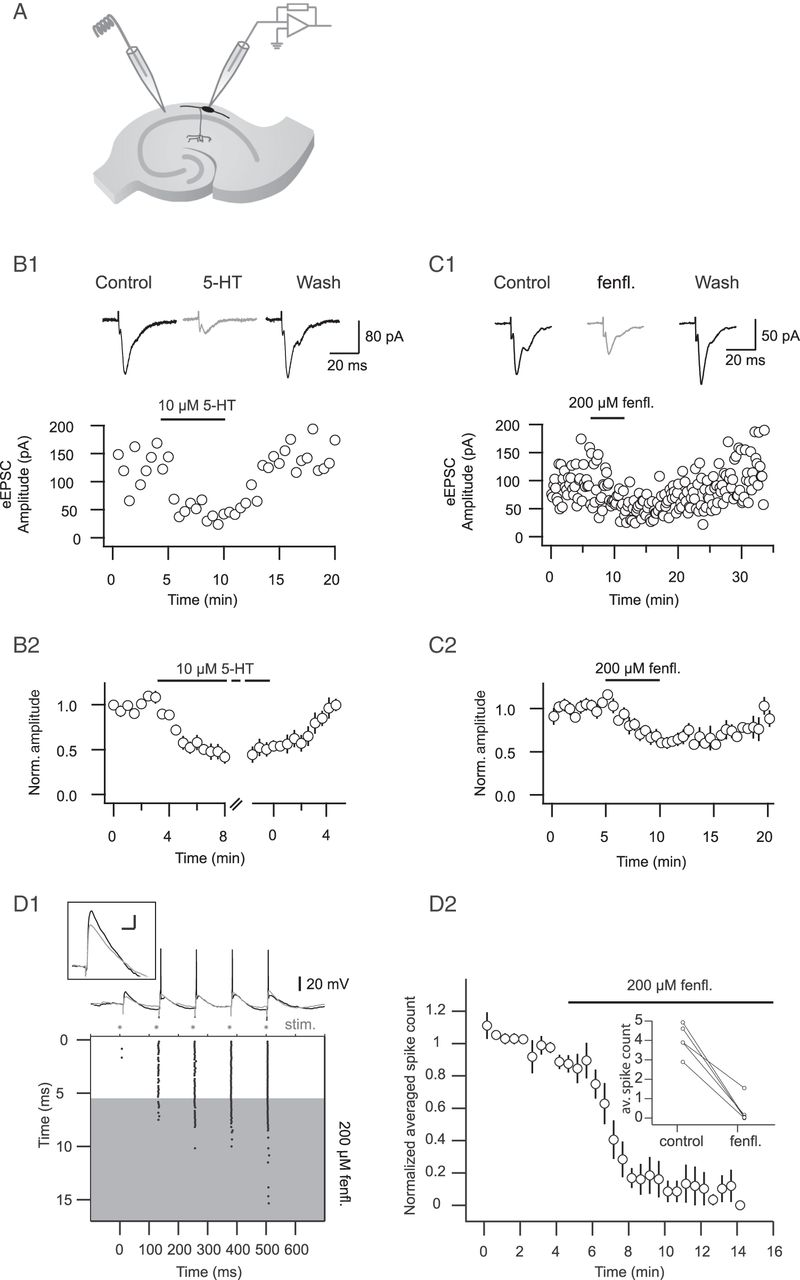 A
B1
Control 5-HT Wash
80 pA
20 ms
10 µM 5-HT
200
150
100
50
0
eEPSC
Amplitude (pA)
0 5 10 15 20
Time (min)
C1
Control fenfl. Wash
50 pA
20 ms
200 µM fenfl.
200
150
100
50
0
eEPSC
Amplitude (pA)
0 10 20 30
Time (min)
B2
10 µM 5-HT
1.0
0.5
0.0
Norm. amplitude
0 4 8 0 4
Time (min)
C2
200 µM fenfl.
1.0
0.5
0.0
Norm. amplitude
0 5 10 15 20
Time (min)
D1
20 mV
stim.
0
5
10
15
Time (ms)
200 µM fenfl.
0 100 200 300 400 500 600
Time (ms)
D2
200 µM fenfl.
1.2
1
0.8
0.6
0.4
0.2
0
Normalized averaged spike count
5
4
3
2
1
0
av. spike count
control fenfl.
0 2 4 6 8 10 12 14 16
Time (min)